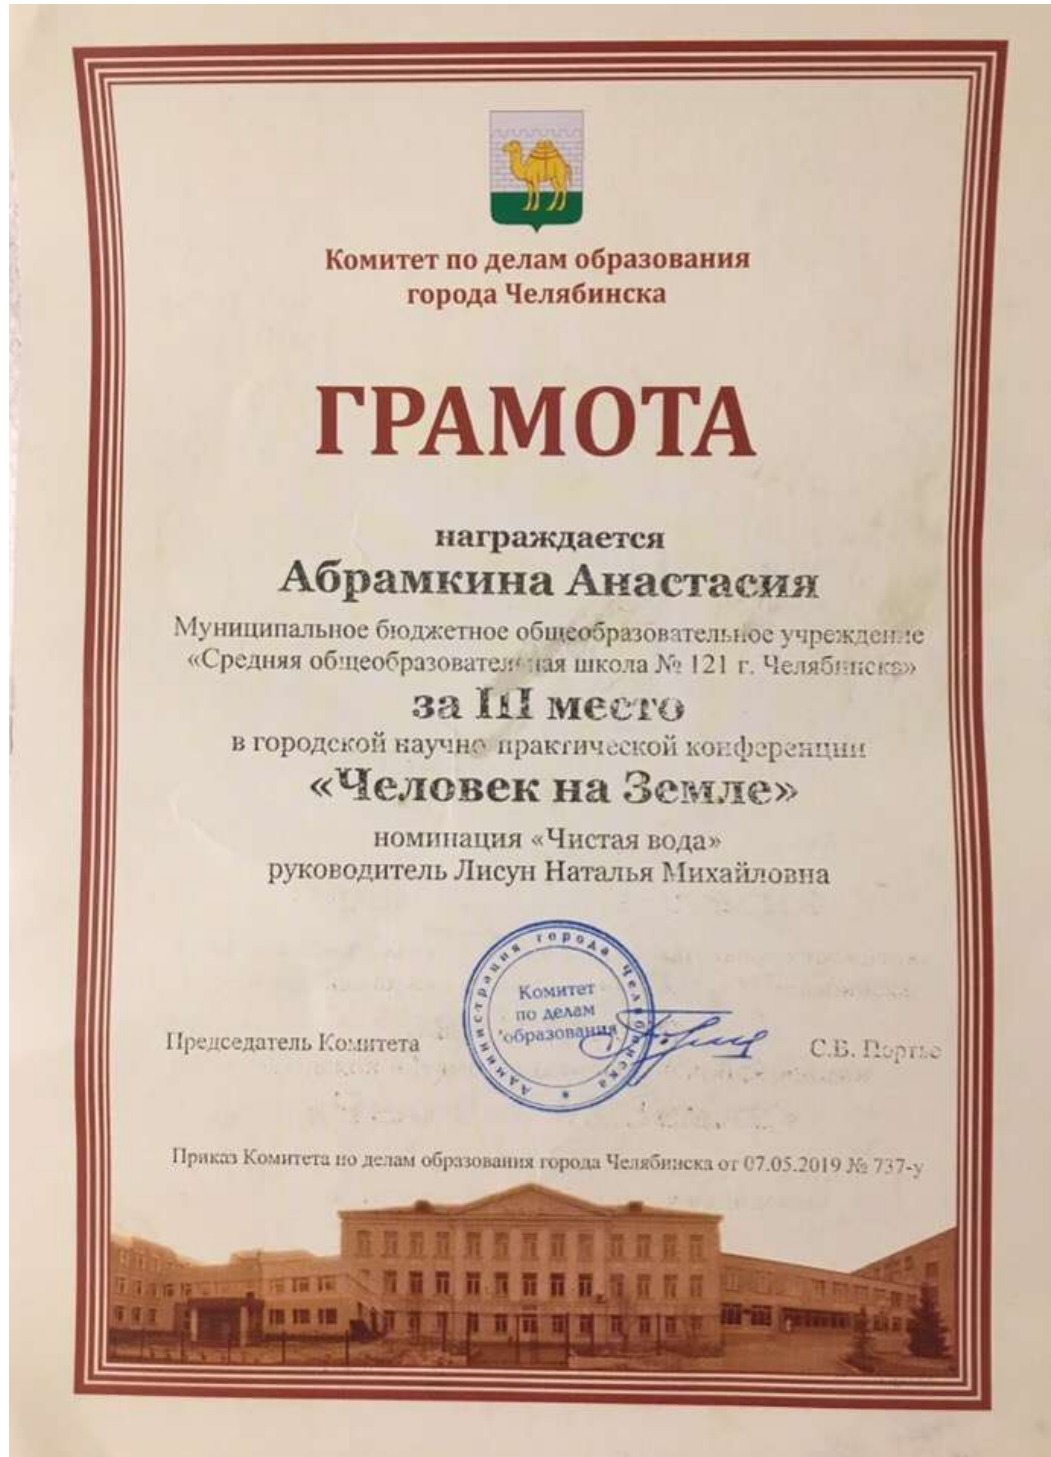 Комитет по делам образования
города Челябинска
ГРАМОТА
награждается
Абрамкина Анастасия
Муниципальное бюджетное общеобразовательное учреждение
«Средняя общеобразовательная школа № 121 г. Челябинска»
за III место
в городской научно-практической конференции
«Человек на Земле»
номинация «Чистая вода»
руководитель Лисун Наталья Михайловна
Администрация города Челябинска
Комитет
по делам
образования
Председатель Комитета
С.В. Портье
Приказ Комитета по делам образования города Челябинска от 07.05.2019 № 737-у